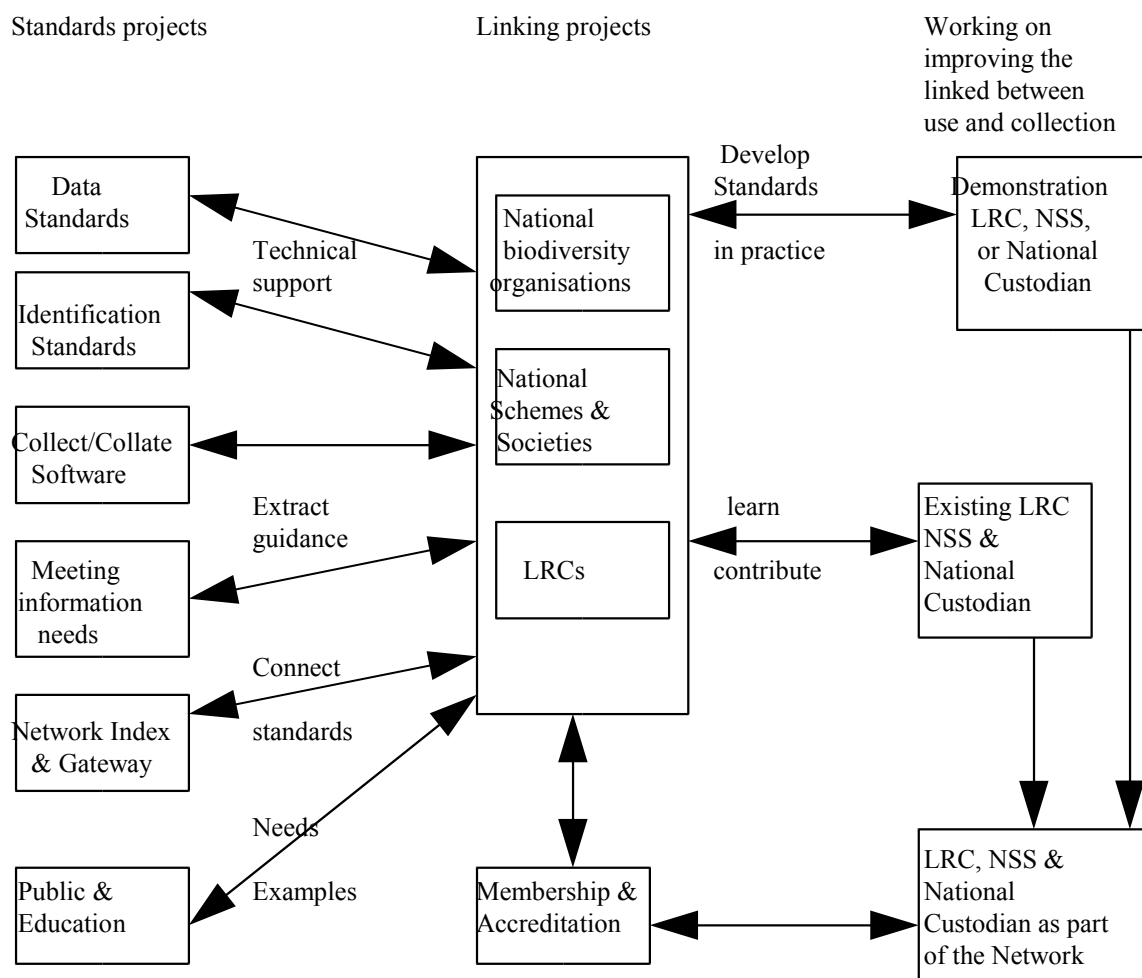 Standards projects
Linking projects
Working on
improving the
linked between
use and collection
Data
Standards
Identification
Standards
Collect/Collate
Software
Meeting
information
needs
Network Index
& Gateway
Public &
Education
Technical
support
Extract
guidance
Connect
standards
Needs
Examples
National
biodiversity
organisations
National
Schemes &
Societies
LRCs
Membership &
Accreditation
Develop
Standards
in practice
learn
contribute
Demonstration
LRC, NSS,
or National
Custodian
Existing LRC
NSS &
National
Custodian
LRC, NSS &
National
Custodian as part
of the Network